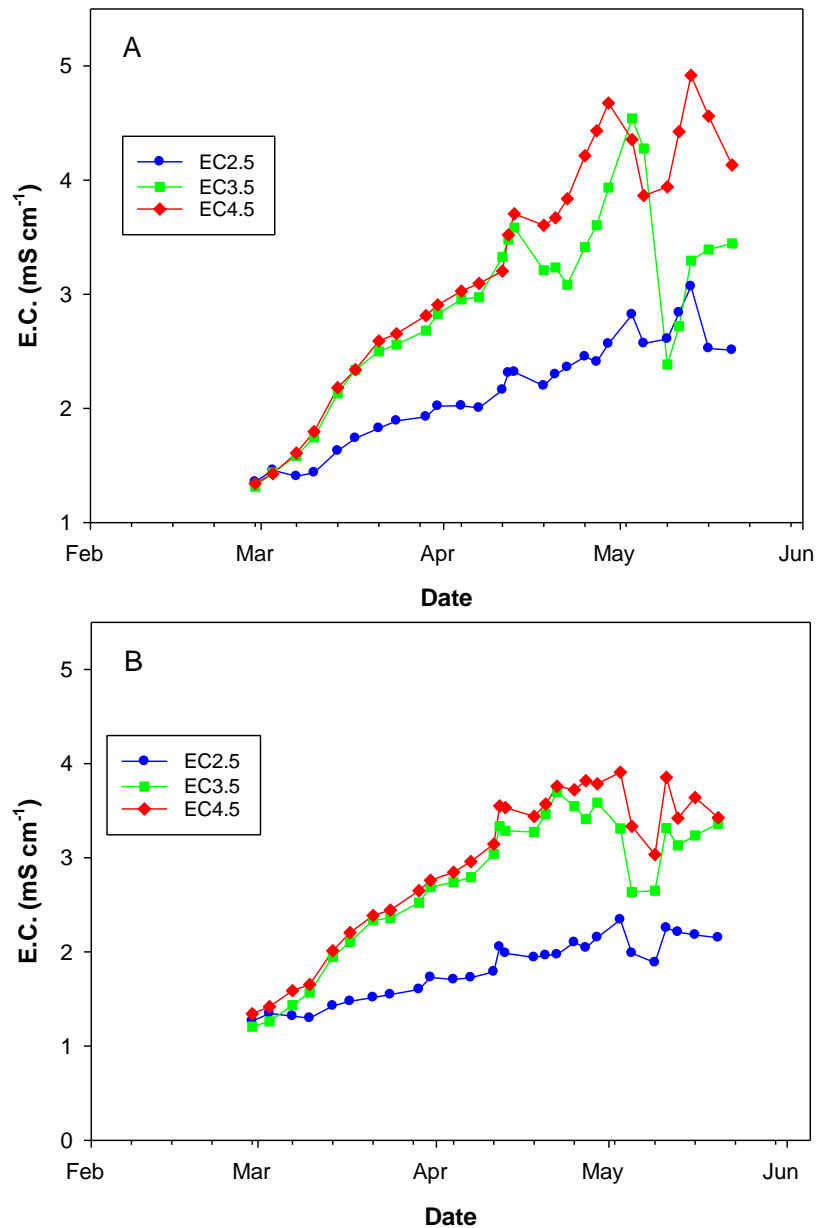 A
5
4
3
2
1
E.C. (mS cm⁻¹)
EC2.5
EC3.5
EC4.5
Feb Mar Apr May Jun
Date
B
5
4
3
2
1
0
E.C. (mS cm⁻¹)
EC2.5
EC3.5
EC4.5
Feb Mar Apr May Jun
Date